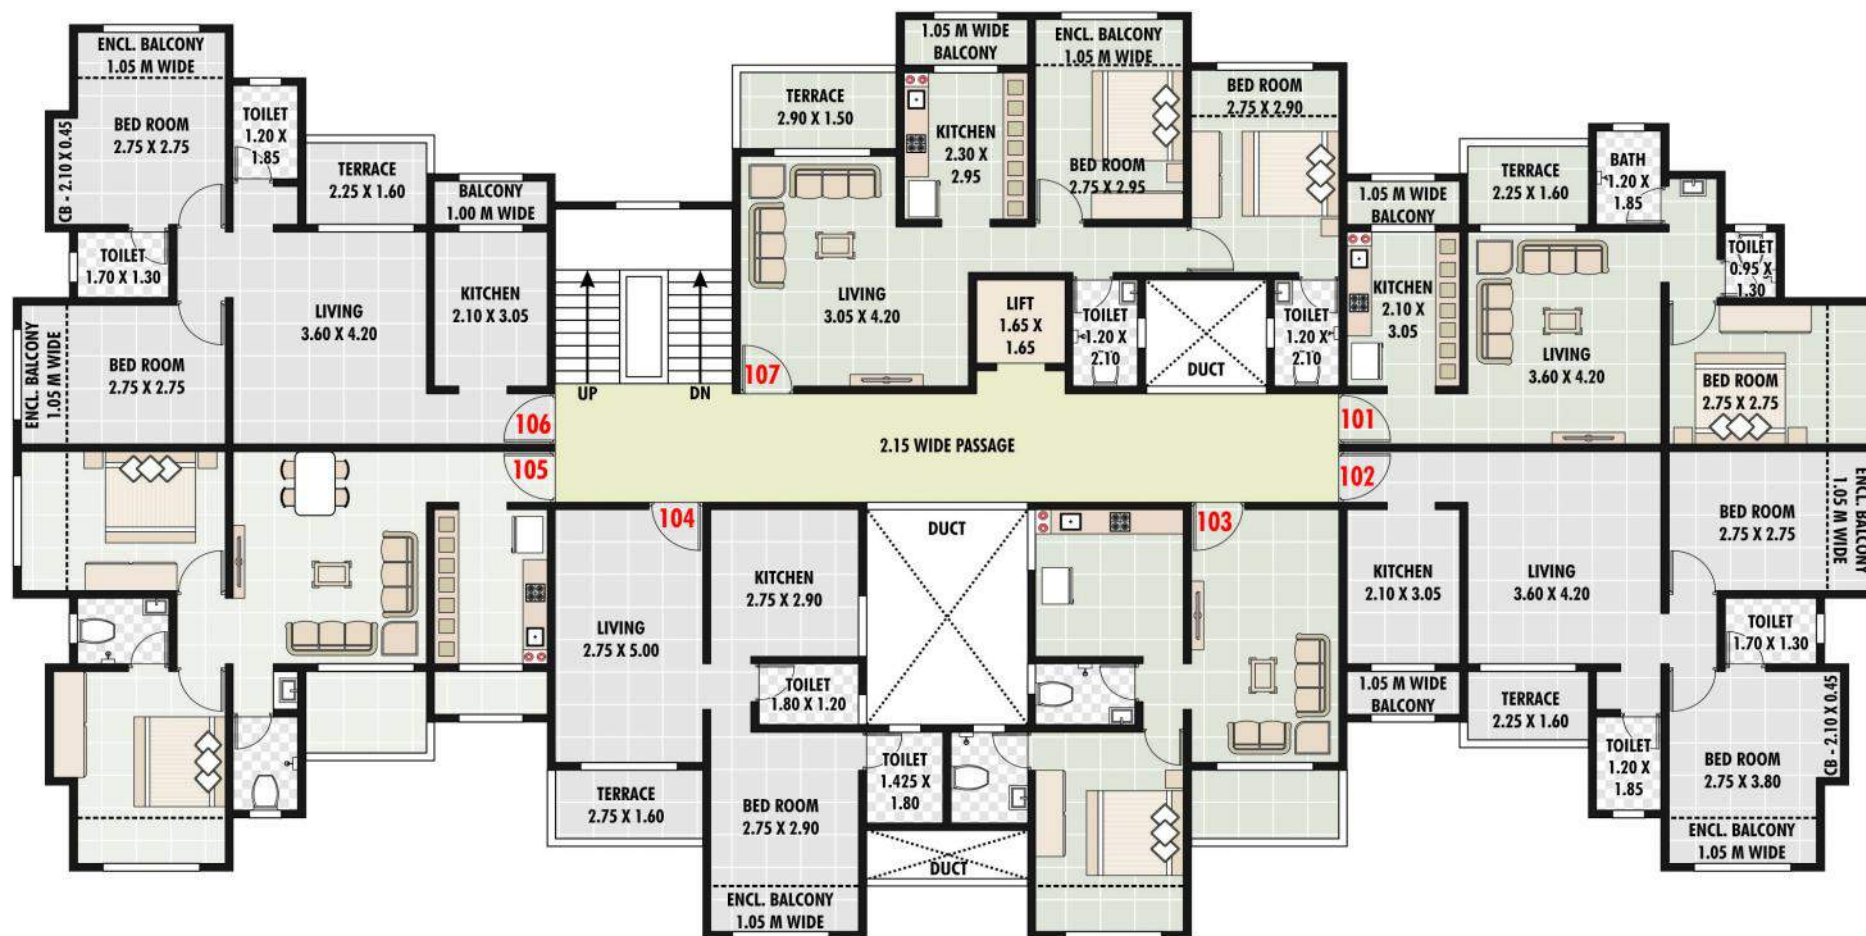 ENCL. BALCONY
1.05 M WIDE
BED ROOM
2.75 X 2.75
CB - 2.10 X 0.45
TOILET
1.20 X
1.85
TERRACE
2.25 X 1.60
BALCONY
1.00 M WIDE
TOILET
1.70 X 1.30
LIVING
3.60 X 4.20
KITCHEN
2.10 X 3.05
ENCL. BALCONY
1.05 M WIDE
BED ROOM
2.75 X 2.75
UP
DN
106
105
TERRACE
2.90 X 1.50
1.05 M WIDE
BALCONY
KITCHEN
2.30 X
2.95
ENCL. BALCONY
1.05 M WIDE
BED ROOM
2.75 X 2.95
BED ROOM
2.75 X 2.90
LIVING
3.05 X 4.20
107
LIFT
1.65 X
1.65
TOILET
1.20 X
2.10
DUCT
TOILET
1.20 X
2.10
1.05 M WIDE
BALCONY
TERRACE
2.25 X 1.60
BATH
1.20 X
1.85
TOILET
0.95 X
1.30
KITCHEN
2.10 X
3.05
LIVING
3.60 X 4.20
BED ROOM
2.75 X 2.75
101
2.15 WIDE PASSAGE
102
104
DUCT
103
LIVING
2.75 X 5.00
KITCHEN
2.75 X 2.90
TOILET
1.80 X 1.20
TOILET
1.425 X
1.80
TERRACE
2.75 X 1.60
BED ROOM
2.75 X 2.90
ENCL. BALCONY
1.05 M WIDE
DUCT
KITCHEN
2.10 X 3.05
LIVING
3.60 X 4.20
BED ROOM
2.75 X 2.75
ENCL. BALCONY
1.05 M WIDE
TOILET
1.70 X 1.30
1.05 M WIDE
BALCONY
TERRACE
2.25 X 1.60
TOILET
1.20 X
1.85
BED ROOM
2.75 X 3.80
CB - 2.10 X 0.45
ENCL. BALCONY
1.05 M WIDE